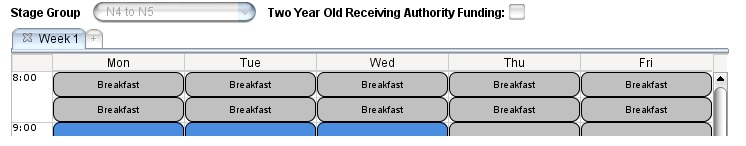 Stage Group N4 to N5 Two Year Old Receiving Authority Funding:
Week 1 +
Mon Tue Wed Thu Fri
8:00
Breakfast Breakfast Breakfast Breakfast Breakfast
Breakfast Breakfast Breakfast Breakfast Breakfast
9:00